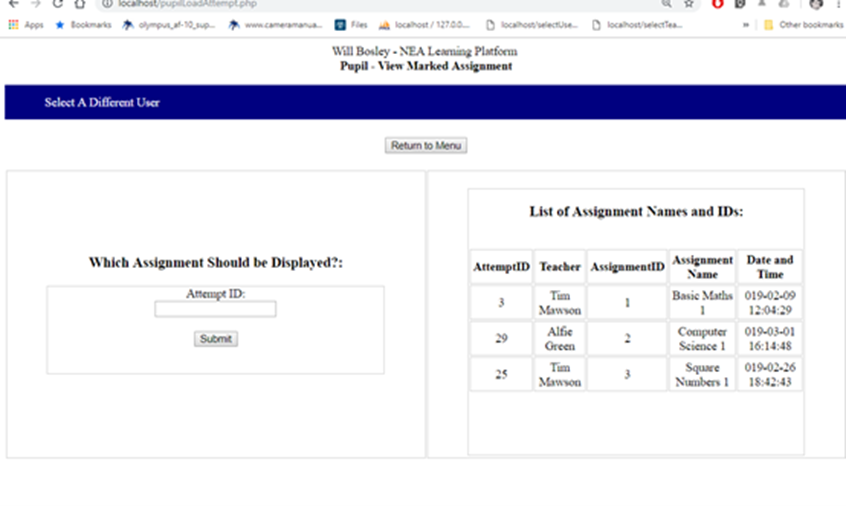 localhost/pupilLoadAttempt.php
Apps Bookmarks olympus_af-10_sup... www.cameramanua... Files localhost / 127.0.0.... localhost/selectUse... localhost/selectTea... » Other bookmarks
Will Bosley - NEA Learning Platform
Pupil - View Marked Assignment
Select A Different User
Return to Menu
Which Assignment Should be Displayed?:
Attempt ID:
Submit
List of Assignment Names and IDs:
AttemptID Teacher AssignmentID Assignment Name Date and Time
3 Tim Mawson 1 Basic Maths 1 019-02-09 12:04:29
29 Alfie Green 2 Computer Science 1 019-03-01 16:14:48
25 Tim Mawson 3 Square Numbers 1 019-02-26 18:42:43